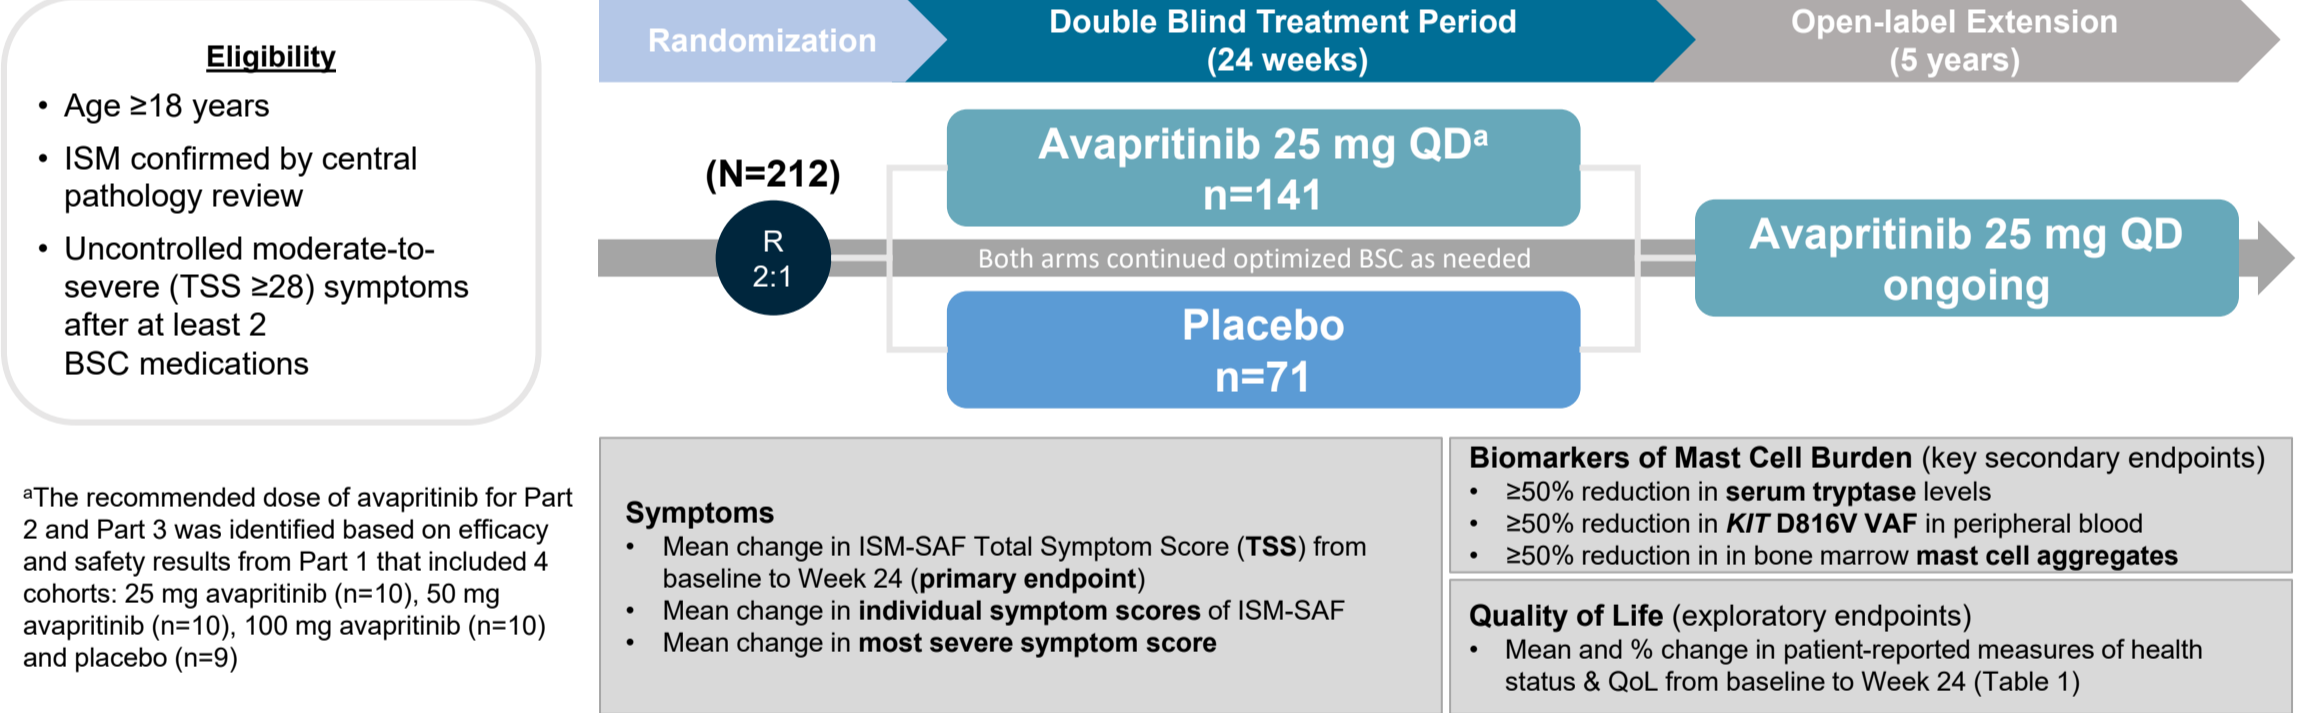 Eligibility
• Age ≥18 years
• ISM confirmed by central
pathology review
• Uncontrolled moderate-to-
severe (TSS ≥28) symptoms
after at least 2
BSC medications
ᵃThe recommended dose of avapritinib for Part
2 and Part 3 was identified based on efficacy
and safety results from Part 1 that included 4
cohorts: 25 mg avapritinib (n=10), 50 mg
avapritinib (n=10), 100 mg avapritinib (n=10)
and placebo (n=9)
Randomization
Double Blind Treatment Period
(24 weeks)
Open-label Extension
(5 years)
(N=212)
R
2:1
Avapritinib 25 mg QDᵃ
n=141
Both arms continued optimized BSC as needed
Placebo
n=71
Avapritinib 25 mg QD
ongoing
Symptoms
• Mean change in ISM-SAF Total Symptom Score (TSS) from
baseline to Week 24 (primary endpoint)
• Mean change in individual symptom scores of ISM-SAF
• Mean change in most severe symptom score
Biomarkers of Mast Cell Burden (key secondary endpoints)
• ≥50% reduction in serum tryptase levels
• ≥50% reduction in KIT D816V VAF in peripheral blood
• ≥50% reduction in in bone marrow mast cell aggregates
Quality of Life (exploratory endpoints)
• Mean and % change in patient-reported measures of health
status & QoL from baseline to Week 24 (Table 1)